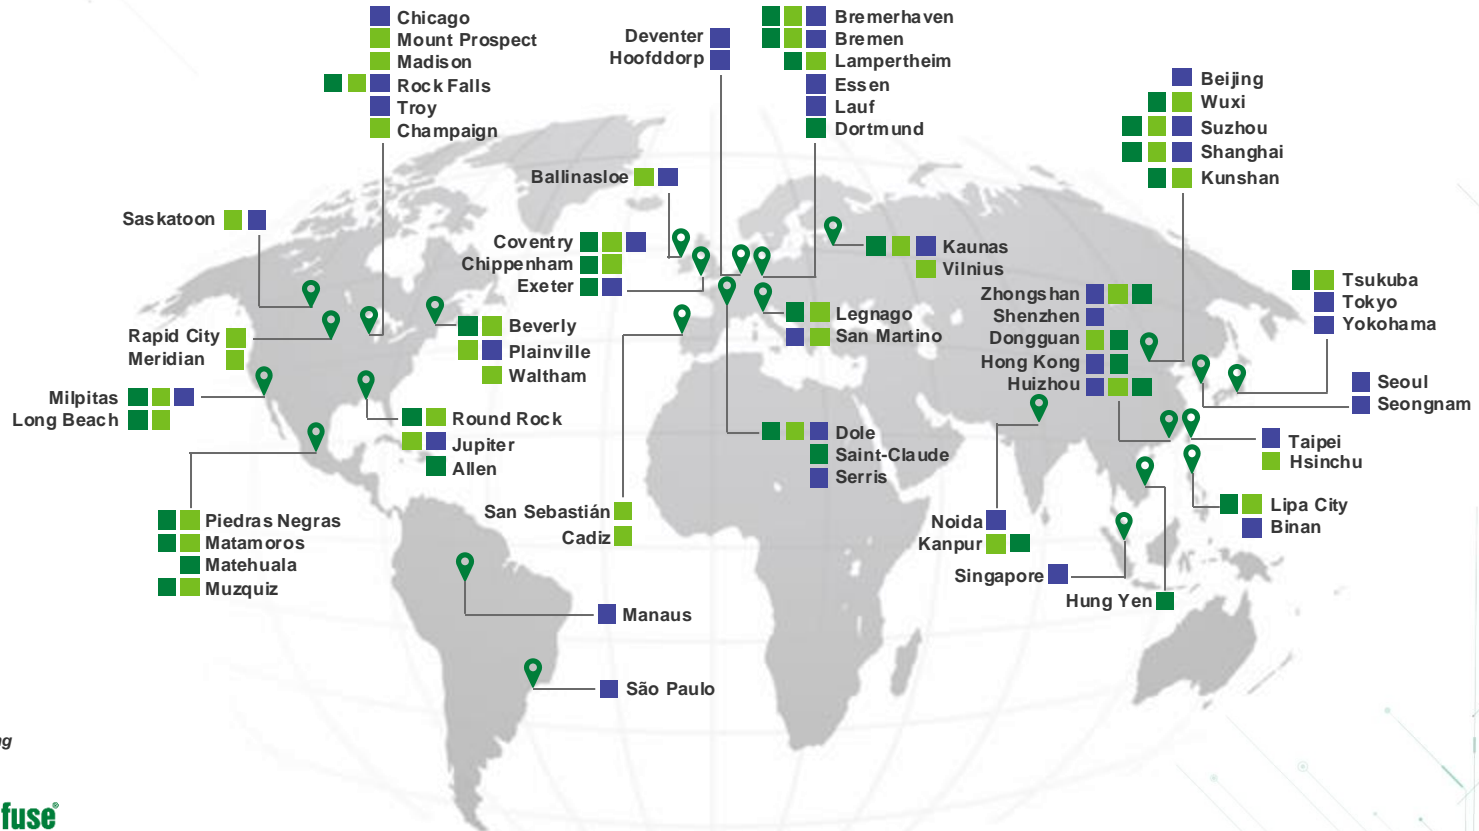 Chicago
Mount Prospect
Madison
Rock Falls
Troy
Champaign
Deventer
Hoofddorp
Bremerhaven
Bremen
Lampertheim
Essen
Lauf
Dortmund
Beijing
Wuxi
Suzhou
Shanghai
Kunshan
Ballinasloe
Saskatoon
Coventry
Chippenham
Exeter
Kaunas
Vilnius
Tsukuba
Tokyo
Yokohama
Zhongshan
Shenzhen
Dongguan
Hong Kong
Huizhou
Legnago
San Martino
Beverly
Plainville
Waltham
Rapid City
Meridian
Milpitas
Long Beach
Round Rock
Jupiter
Allen
Seoul
Seongnam
Dole
Saint-Claude
Serris
Taipei
Hsinchu
Lipa City
Binan
San Sebastián
Cadiz
Piedras Negras
Matamoros
Matehuala
Muzquiz
Noida
Kanpur
Singapore
Hung Yen
Manaus
São Paulo
fuse®